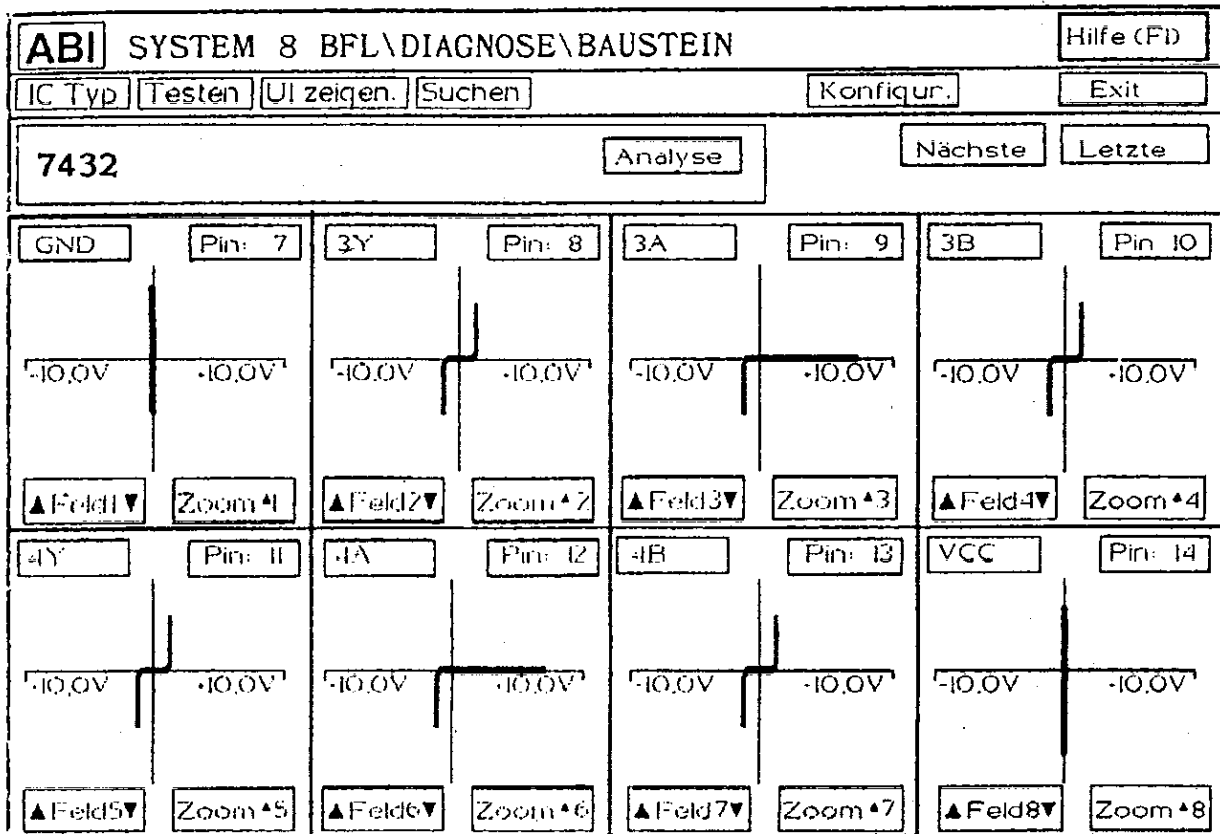 ABI SYSTEM 8 BFL\DIAGNOSE\BAUSTEIN Hilfe (F1)
IC Typ Testen UI zeigen. Suchen Konfigur. Exit
7432 Analyse Nächste Letzte
GND Pin: 7 3Y Pin: 8 3A Pin: 9 3B Pin 10
-10,0V +10,0V -10,0V +10,0V -10,0V +10,0V -10,0V +10,0V
▲Feld1▼ Zoom▲1 ▲Feld2▼ Zoom▲2 ▲Feld3▼ Zoom▲3 ▲Feld4▼ Zoom▲4
4Y Pin: 11 4A Pin: 12 4B Pin: 13 VCC Pin: 14
-10,0V +10,0V -10,0V +10,0V -10,0V +10,0V -10,0V +10,0V
▲Feld5▼ Zoom▲5 ▲Feld6▼ Zoom▲6 ▲Feld7▼ Zoom▲7 ▲Feld8▼ Zoom▲8